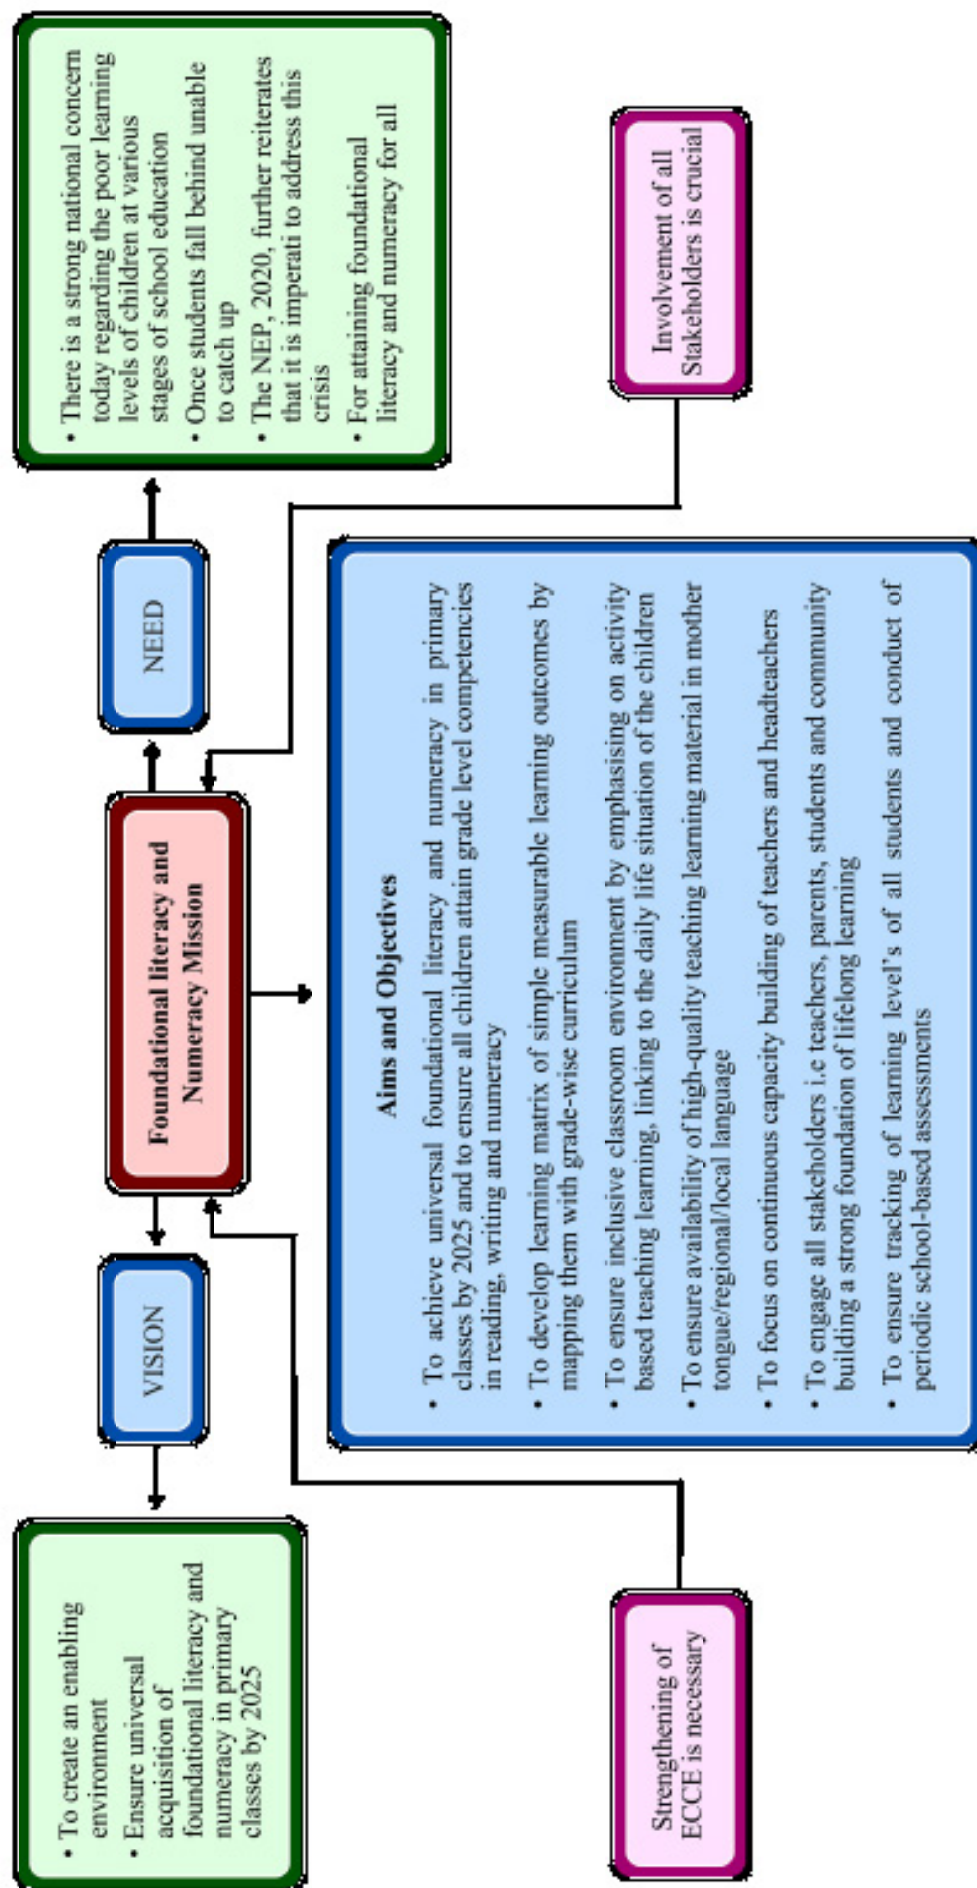 • To create an enabling
environment
• Ensure universal
acquisition of
foundational literacy and
numeracy in primary
classes by 2025
VISION
Foundational literacy and
Numeracy Mission
NEED
• There is a strong national concern
today regarding the poor learning
levels of children at various
stages of school education
• Once students fall behind unable
to catch up
• The NEP, 2020, further reiterates
that it is imperati to address this
crisis
• For attaining foundational
literacy and numeracy for all
Aims and Objectives
• To achieve universal foundational literacy and numeracy in primary
classes by 2025 and to ensure all children attain grade level competencies
in reading, writing and numeracy
• To develop learning matrix of simple measurable learning outcomes by
mapping them with grade-wise curriculum
• To ensure inclusive classroom environment by emphasising on activity
based teaching learning, linking to the daily life situation of the children
• To ensure availability of high-quality teaching learning material in mother
tongue/regional/local language
• To focus on continuous capacity building of teachers and headteachers
• To engage all stakeholders i.e teachers, parents, students and community
building a strong foundation of lifelong learning
• To ensure tracking of learning level's of all students and conduct of
periodic school-based assessments
Strengthening of
ECCE is necessary
Involvement of all
Stakeholders is crucial